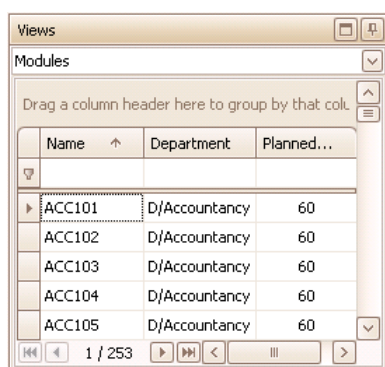 Views
Modules
Drag a column header here to group by that colu
Name Department Planned...
ACC101 D/Accountancy 60
ACC102 D/Accountancy 60
ACC103 D/Accountancy 60
ACC104 D/Accountancy 60
ACC105 D/Accountancy 60
1 / 253